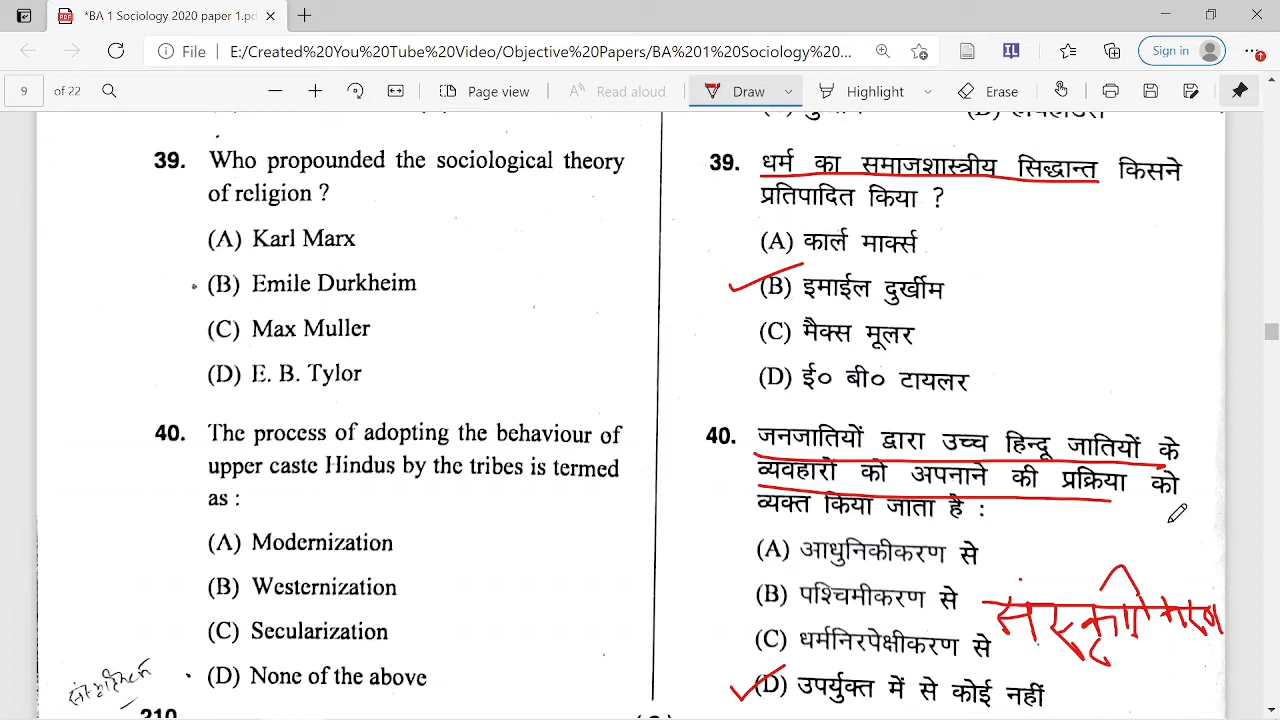 *BA 1 Sociology 2020 paper 1.pd
File
E:/Created%20You%20Tube%20Video/Objective%20Papers/BA%201%20Sociology%20...
Sign in
9 of 22
Page view
Read aloud
Draw
Highlight
Erase
39. Who propounded the sociological theory
of religion ?
(A) Karl Marx
(B) Emile Durkheim
(C) Max Muller
(D) E. B. Tylor
40. The process of adopting the behaviour of
upper caste Hindus by the tribes is termed
as :
(A) Modernization
(B) Westernization
(C) Secularization
(D) None of the above
210
39. धर्म का समाजशास्त्रीय सिद्धान्त किसने
प्रतिपादित किया ?
(A) कार्ल मार्क्स
(B) इमाईल दुर्खीम
(C) मैक्स मूलर
(D) ई० बी० टायलर
40. जनजातियों द्वारा उच्च हिन्दू जातियों के
व्यवहारों को अपनाने की प्रक्रिया को
व्यक्त किया जाता है :
(A) आधुनिकीकरण से
(B) पश्चिमीकरण से
(C) धर्मनिरपेक्षीकरण से
(D) उपर्युक्त में से कोई नहीं